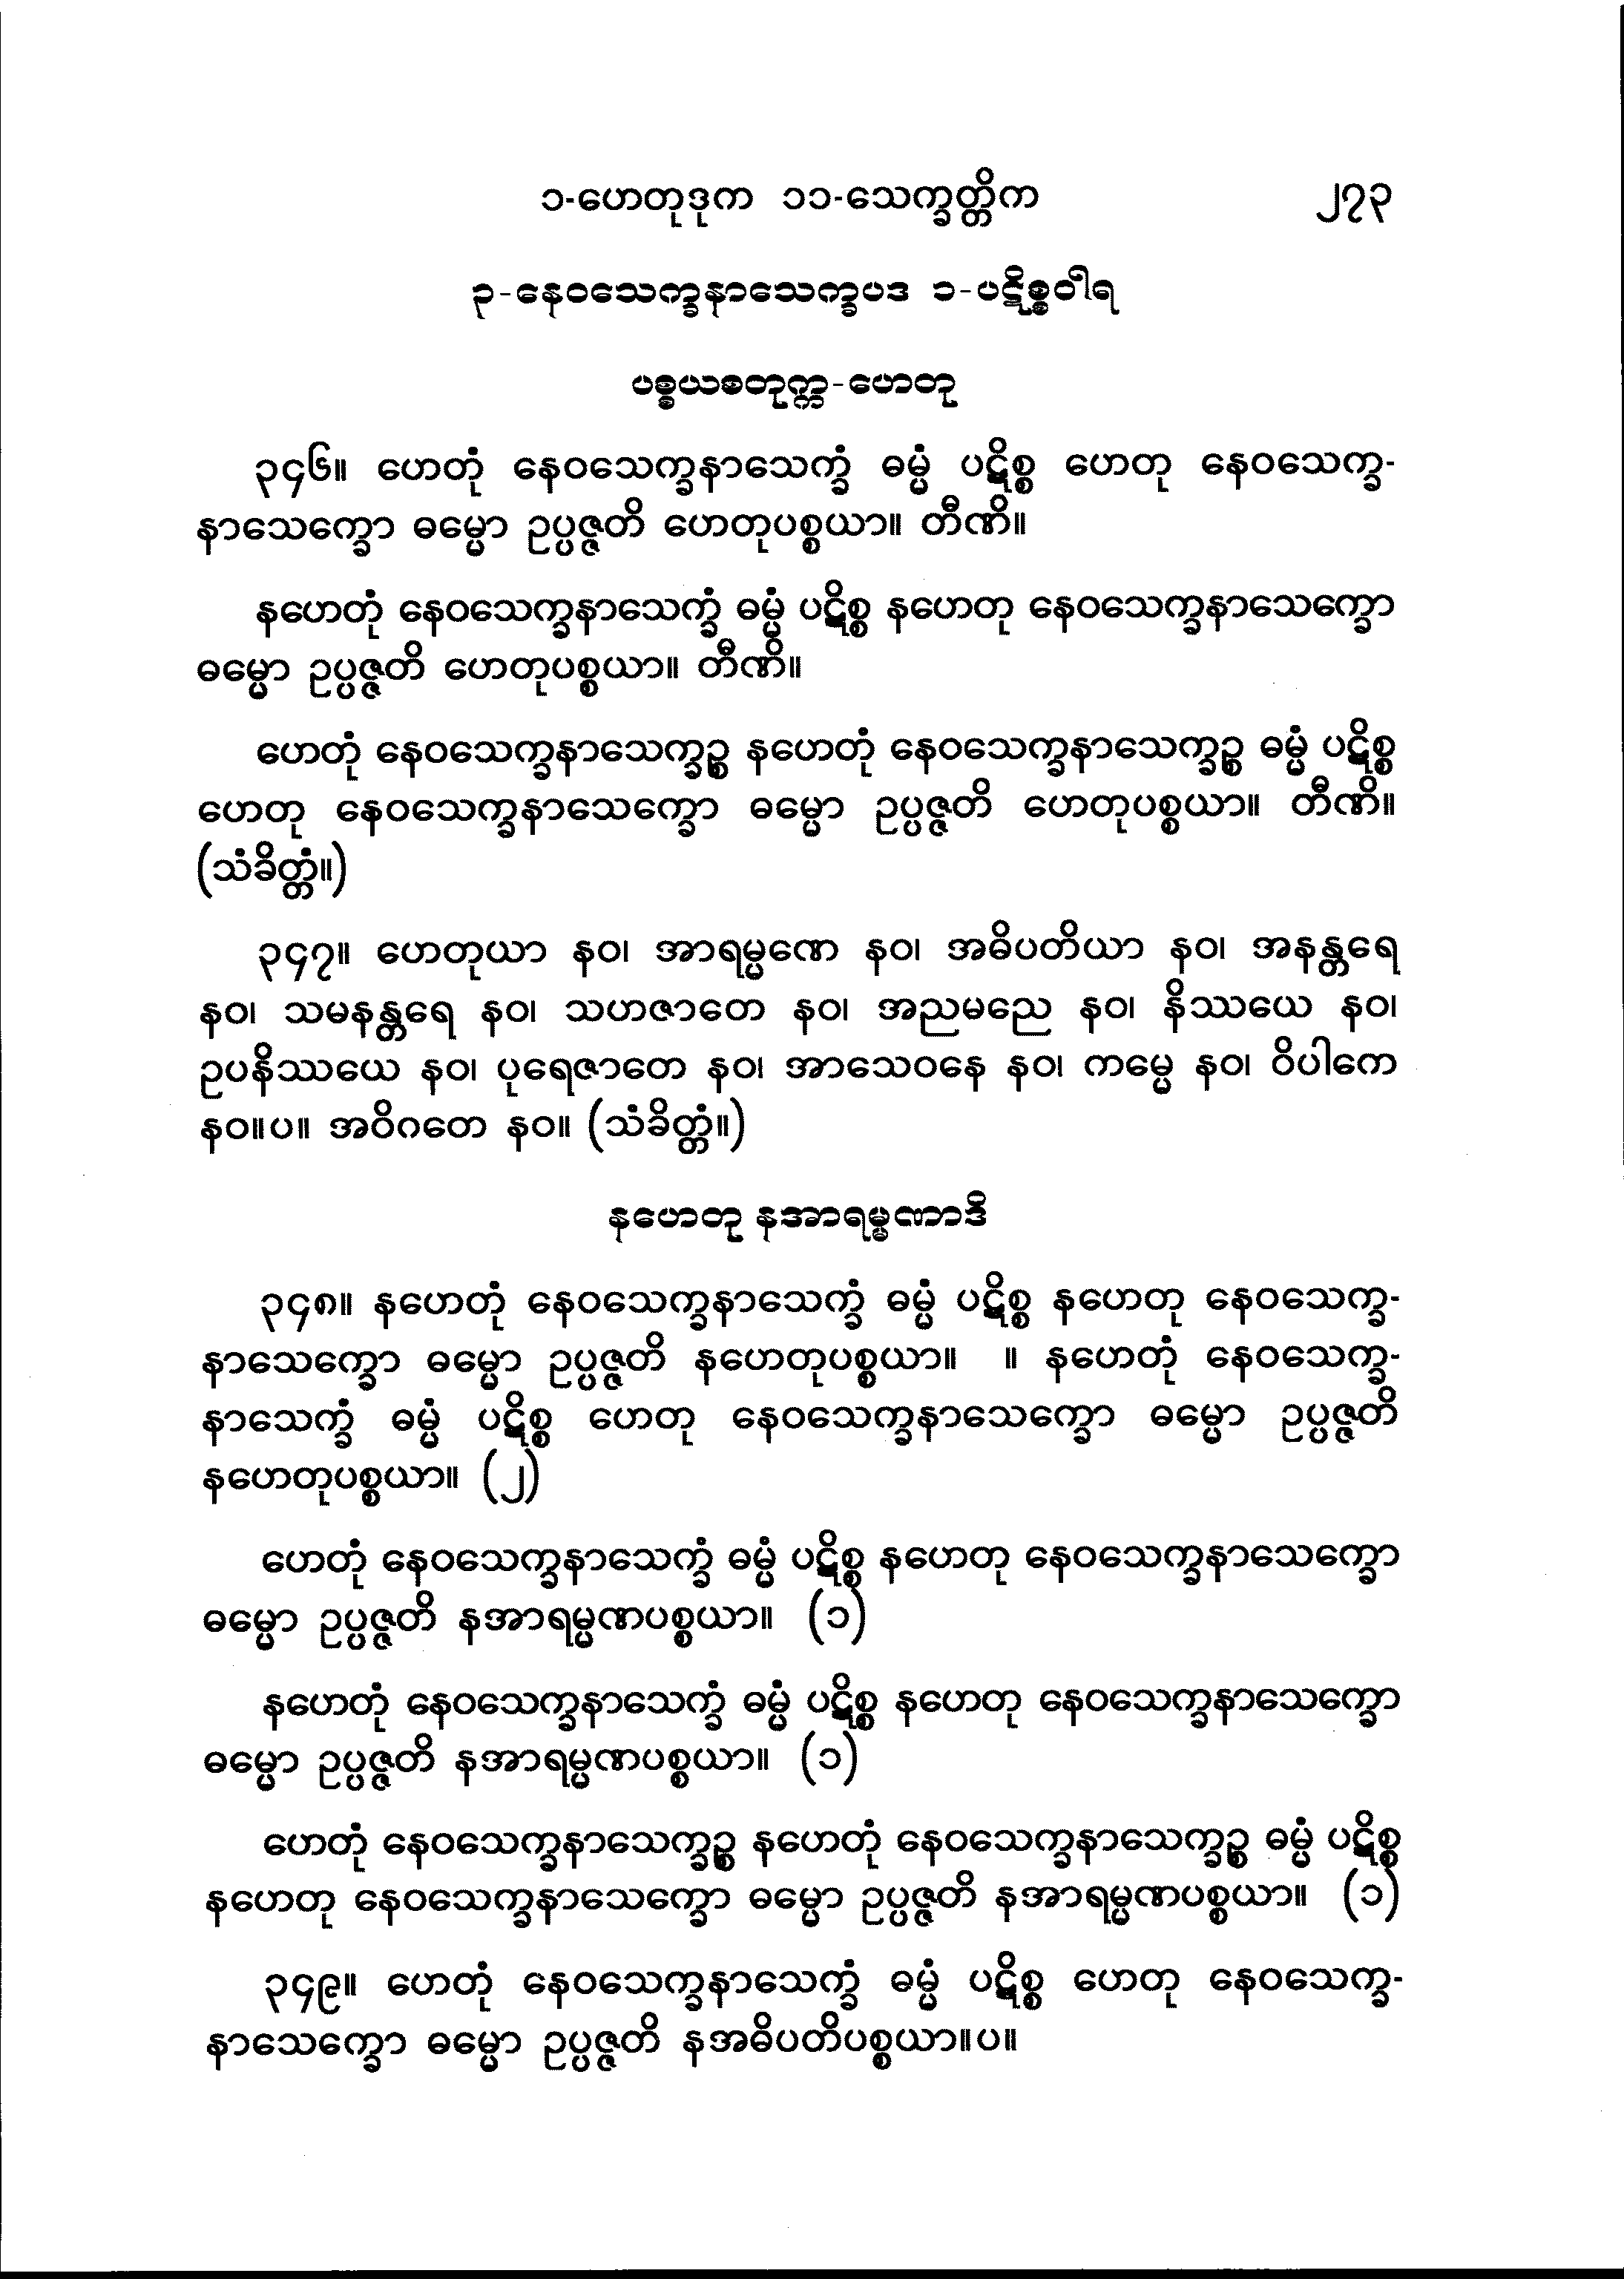 ၁-ဟေတုဒုက ၁၁-သေက္ခတ္တိက ၂၇၃
၃-နေဝသေက္ခနာသေက္ခပဒ ၁-ပဋိစ္စဝါရ
ပစ္စယစတုက္က-ဟေတု
၃၄၆။ ဟေတုံ နေဝသေက္ခနာသေက္ခံ ဓမ္မံ ပဋိစ္စ ဟေတု နေဝသေက္ခ-
နာသေက္ခော ဓမ္မော ဥပ္ပဇ္ဇတိ ဟေတုပစ္စယာ။ တီဏိ။
နဟေတုံ နေဝသေက္ခနာသေက္ခံ ဓမ္မံ ပဋိစ္စ နဟေတု နေဝသေက္ခနာသေက္ခော
ဓမ္မော ဥပ္ပဇ္ဇတိ ဟေတုပစ္စယာ။ တီဏိ။
ဟေတုံ နေဝသေက္ခနာသေက္ခဉ္စ နဟေတုံ နေဝသေက္ခနာသေက္ခဉ္စ ဓမ္မံ ပဋိစ္စ
ဟေတု နေဝသေက္ခနာသေက္ခော ဓမ္မော ဥပ္ပဇ္ဇတိ ဟေတုပစ္စယာ။ တီဏိ။
(သံခိတ္တံ။)
၃၄၇။ ဟေတုယာ နဝ၊ အာရမ္မဏေ နဝ၊ အဓိပတိယာ နဝ၊ အနန္တရေ
နဝ၊ သမနန္တရေ နဝ၊ သဟဇာတေ နဝ၊ အညမညေ နဝ၊ နိဿယေ နဝ၊
ဥပနိဿယေ နဝ၊ ပုရေဇာတေ နဝ၊ အာသေဝနေ နဝ၊ ကမ္မေ နဝ၊ ဝိပါကေ
နဝ။ပ။ အဝိဂတေ နဝ။ (သံခိတ္တံ။)
နဟေတု နအာရမ္မဏာဒိ
၃၄၈။ နဟေတုံ နေဝသေက္ခနာသေက္ခံ ဓမ္မံ ပဋိစ္စ နဟေတု နေဝသေက္ခ-
နာသေက္ခော ဓမ္မော ဥပ္ပဇ္ဇတိ နဟေတုပစ္စယာ။ ။ နဟေတုံ နေဝသေက္ခ-
နာသေက္ခံ ဓမ္မံ ပဋိစ္စ ဟေတု နေဝသေက္ခနာသေက္ခော ဓမ္မော ဥပ္ပဇ္ဇတိ
နဟေတုပစ္စယာ။ (၂)
ဟေတုံ နေဝသေက္ခနာသေက္ခံ ဓမ္မံ ပဋိစ္စ နဟေတု နေဝသေက္ခနာသေက္ခော
ဓမ္မော ဥပ္ပဇ္ဇတိ နအာရမ္မဏပစ္စယာ။ (၁)
နဟေတုံ နေဝသေက္ခနာသေက္ခံ ဓမ္မံ ပဋိစ္စ နဟေတု နေဝသေက္ခနာသေက္ခော
ဓမ္မော ဥပ္ပဇ္ဇတိ နအာရမ္မဏပစ္စယာ။ (၁)
ဟေတုံ နေဝသေက္ခနာသေက္ခဉ္စ နဟေတုံ နေဝသေက္ခနာသေက္ခဉ္စ ဓမ္မံ ပဋိစ္စ
နဟေတု နေဝသေက္ခနာသေက္ခော ဓမ္မော ဥပ္ပဇ္ဇတိ နအာရမ္မဏပစ္စယာ။ (၁)
၃၄၉။ ဟေတုံ နေဝသေက္ခနာသေက္ခံ ဓမ္မံ ပဋိစ္စ ဟေတု နေဝသေက္ခ-
နာသေက္ခော ဓမ္မော ဥပ္ပဇ္ဇတိ နအဓိပတိပစ္စယာ။ပ။